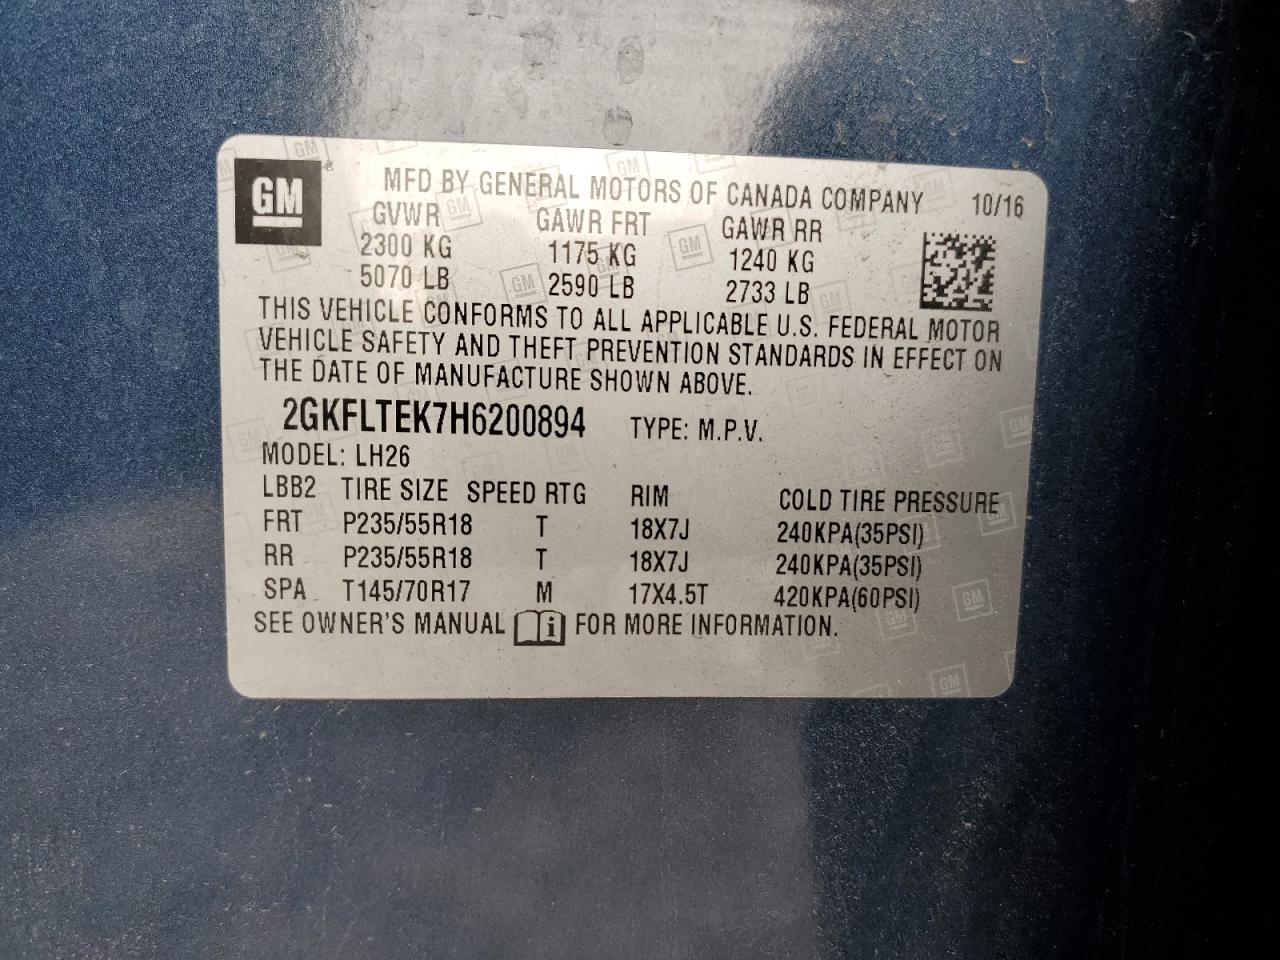 GM ®
MFD BY GENERAL MOTORS OF CANADA COMPANY 10/16
GVWR GAWR FRT GAWR RR
2300 KG 1175 KG 1240 KG
5070 LB 2590 LB 2733 LB
THIS VEHICLE CONFORMS TO ALL APPLICABLE U.S. FEDERAL MOTOR
VEHICLE SAFETY AND THEFT PREVENTION STANDARDS IN EFFECT ON
THE DATE OF MANUFACTURE SHOWN ABOVE.
2GKFLTEK7H6200894 TYPE: M.P.V.
MODEL: LH26
LBB2 TIRE SIZE SPEED RTG RIM COLD TIRE PRESSURE
FRT P235/55R18 T 18X7J 240KPA(35PSI)
RR P235/55R18 T 18X7J 240KPA(35PSI)
SPA T145/70R17 M 17X4.5T 420KPA(60PSI)
SEE OWNER'S MANUAL i FOR MORE INFORMATION.